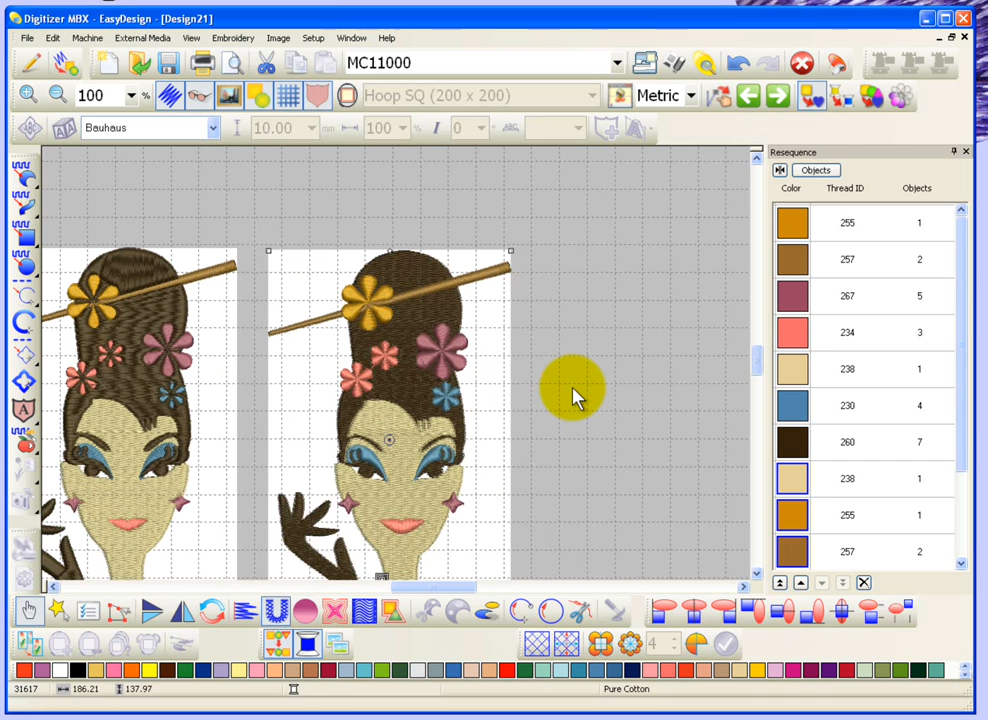 Digitizer MBX - EasyDesign - [Design21]
File Edit Machine External Media View Embroidery Image Setup Window Help
MC11000
100 % Hoop SQ (200 x 200) Metric
Bauhaus 10.00 100 % I 0 ° ABC
Resequence
Objects
Color Thread ID Objects
255 1
257 2
267 5
234 3
238 1
230 4
260 7
238 1
255 1
257 2
4
31617 186.21 137.97 Pure Cotton